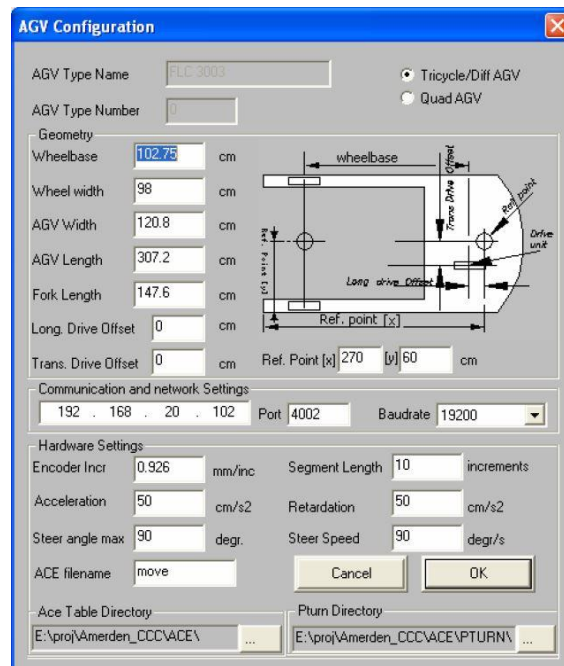 AGV Configuration
AGV Type Name FLC 3003 Tricycle/Diff AGV
AGV Type Number 0 Quad AGV
Geometry
Wheelbase 102.75 cm
Wheel width 98 cm
AGV Width 120.8 cm
AGV Length 307.2 cm
Fork Length 147.6 cm
Long. Drive Offset 0 cm
Trans. Drive Offset 0 cm
wheelbase
Trans Drive Offset
Ref. point
Drive unit
Ref. Point [y]
Long drive Offset
Ref. point [x]
Ref. Point [x] 270 [y] 60 cm
Communication and network Settings
192 . 168 . 20 . 102 Port 4002 Baudrate 19200
Hardware Settings
Encoder Incr 0.926 mm/inc Segment Length 10 increments
Acceleration 50 cm/s2 Retardation 50 cm/s2
Steer angle max 90 degr. Steer Speed 90 degr/s
ACE filename move Cancel OK
Ace Table Directory Pturn Directory
E:\proj\Amerden_CCC\ACE\ ... E:\proj\Amerden_CCC\ACE\PTURN\ ...